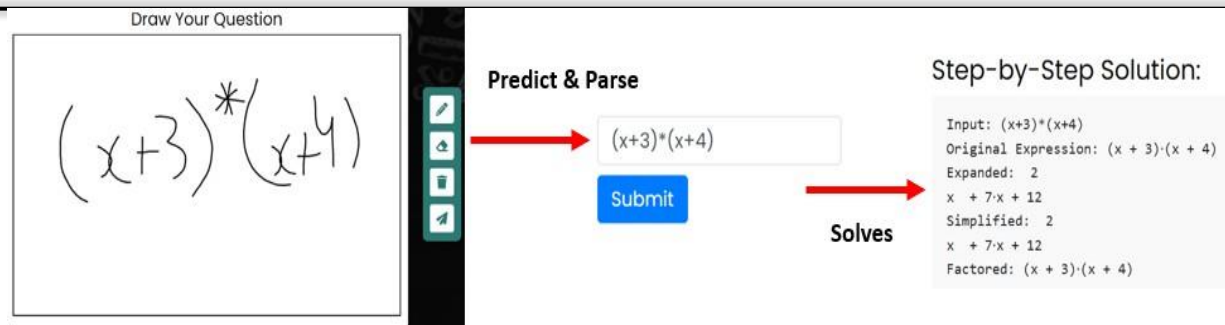 Draw Your Question
(x+3)*(x+4)
Predict & Parse
(x+3)*(x+4)
Submit
Solves
Step-by-Step Solution:
Input: (x+3)*(x+4)
Original Expression: (x + 3)·(x + 4)
Expanded:  2
x  + 7·x + 12
Simplified:  2
x  + 7·x + 12
Factored: (x + 3)·(x + 4)